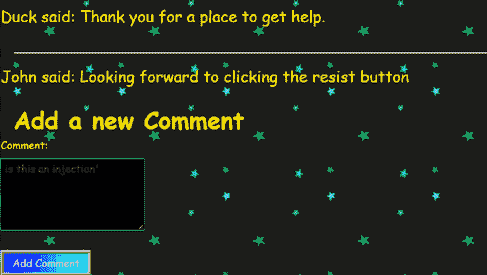 Duck said: Thank you for a place to get help.
John said: Looking forward to clicking the resist button
Add a new Comment
Comment:
is this an injection'
Add Comment